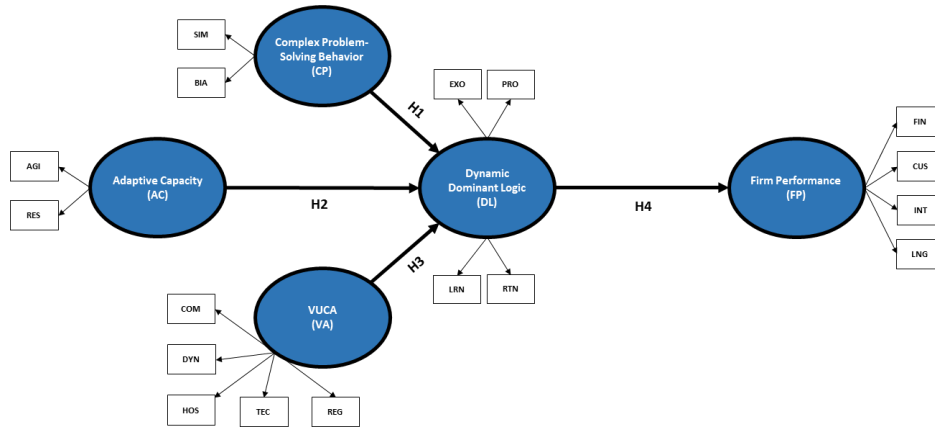 SIM
BIA
Complex Problem-
Solving Behavior
(CP)
EXO
PRO
H1
FIN
CUS
INT
LNG
AGI
RES
Adaptive Capacity
(AC)
H2
Dynamic
Dominant Logic
(DL)
H4
Firm Performance
(FP)
H3
LRN
RTN
VUCA
(VA)
COM
DYN
HOS
TEC
REG